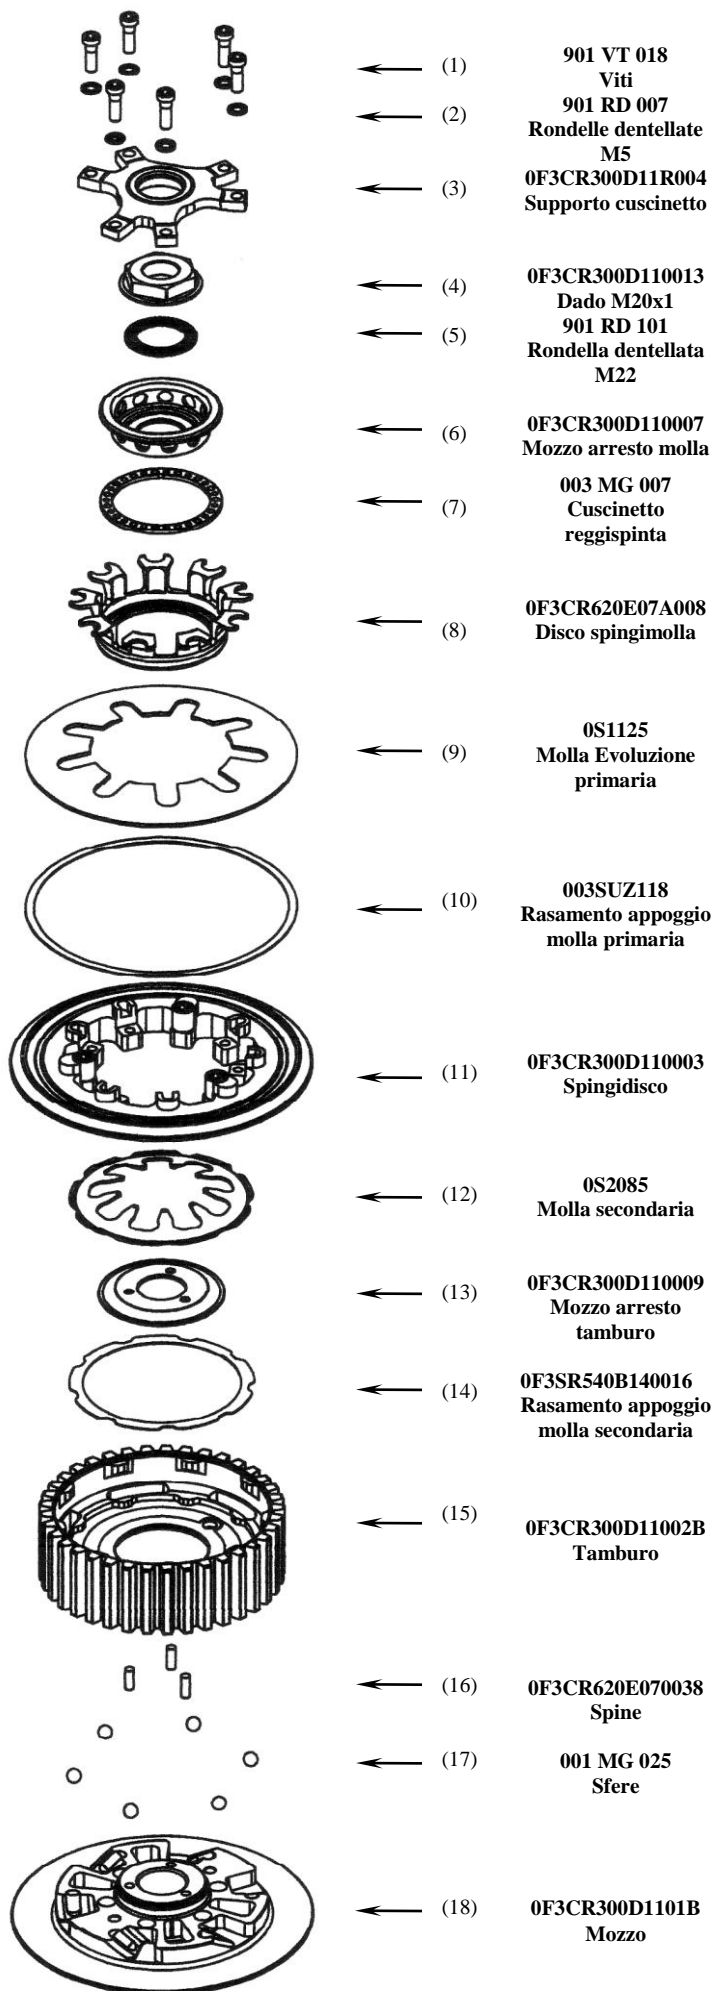 (1)
901 VT 018
Viti
(2)
901 RD 007
Rondelle dentellate
M5
(3)
0F3CR300D11R004
Supporto cuscinetto
(4)
0F3CR300D110013
Dado M20x1
(5)
901 RD 101
Rondella dentellata
M22
(6)
0F3CR300D110007
Mozzo arresto molla
(7)
003 MG 007
Cuscinetto
reggispinta
(8)
0F3CR620E07A008
Disco spingimolla
(9)
0S1125
Molla Evoluzione
primaria
(10)
003SUZ118
Rasamento appoggio
molla primaria
(11)
0F3CR300D110003
Spingidisco
(12)
0S2085
Molla secondaria
(13)
0F3CR300D110009
Mozzo arresto
tamburo
(14)
0F3SR540B140016
Rasamento appoggio
molla secondaria
(15)
0F3CR300D11002B
Tamburo
(16)
0F3CR620E070038
Spine
(17)
001 MG 025
Sfere
(18)
0F3CR300D1101B
Mozzo